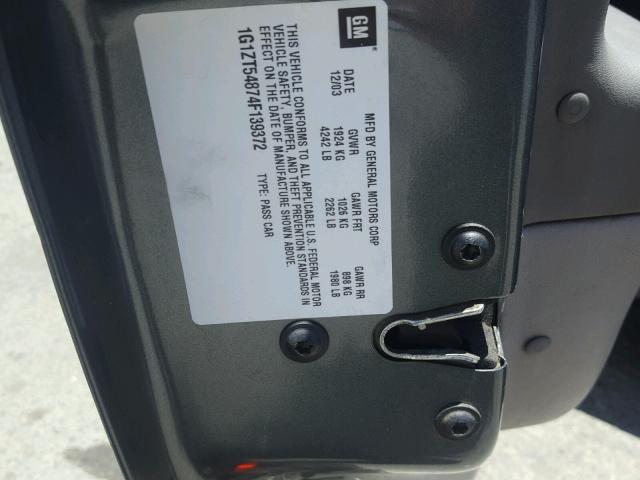 GM
MFD BY GENERAL MOTORS CORP
DATE GVWR GAWR FRT GAWR RR
12/03 1924 KG 1026 KG 898 KG
4242 LB 2262 LB 1980 LB
THIS VEHICLE CONFORMS TO ALL APPLICABLE U.S. FEDERAL MOTOR
VEHICLE SAFETY, BUMPER, AND THEFT PREVENTION STANDARDS IN
EFFECT ON THE DATE OF MANUFACTURE SHOWN ABOVE.
1G1ZT54874F139372 TYPE: PASS CAR